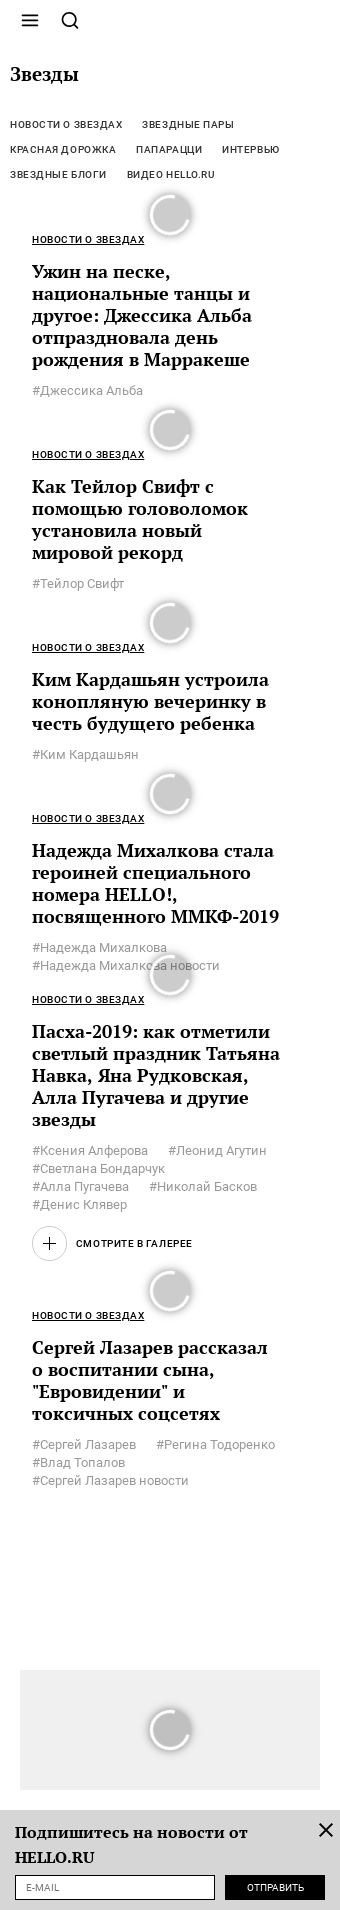 Звезды
НОВОСТИ О ЗВЕЗДАХ ЗВЕЗДНЫЕ ПАРЫ
КРАСНАЯ ДОРОЖКА ПАПАРАЦЦИ ИНТЕРВЬЮ
ЗВЕЗДНЫЕ БЛОГИ ВИДЕО HELLO.RU
НОВОСТИ О ЗВЕЗДАХ
Ужин на песке,
национальные танцы и
другое: Джессика Альба
отпраздновала день
рождения в Марракеше
#Джессика Альба
НОВОСТИ О ЗВЕЗДАХ
Как Тейлор Свифт с
помощью головоломок
установила новый
мировой рекорд
#Тейлор Свифт
НОВОСТИ О ЗВЕЗДАХ
Ким Кардашьян устроила
конопляную вечеринку в
честь будущего ребенка
#Ким Кардашьян
НОВОСТИ О ЗВЕЗДАХ
Надежда Михалкова стала
героиней специального
номера HELLO!,
посвященного ММКФ-2019
#Надежда Михалкова
#Надежда Михалкова новости
НОВОСТИ О ЗВЕЗДАХ
Пасха-2019: как отметили
светлый праздник Татьяна
Навка, Яна Рудковская,
Алла Пугачева и другие
звезды
#Ксения Алферова #Леонид Агутин
#Светлана Бондарчук
#Алла Пугачева #Николай Басков
#Денис Клявер
СМОТРИТЕ В ГАЛЕРЕЕ
НОВОСТИ О ЗВЕЗДАХ
Сергей Лазарев рассказал
о воспитании сына,
"Евровидении" и
токсичных соцсетях
#Сергей Лазарев #Регина Тодоренко
#Влад Топалов
#Сергей Лазарев новости
Подпишитесь на новости от
HELLO.RU
E-MAIL ОТПРАВИТЬ